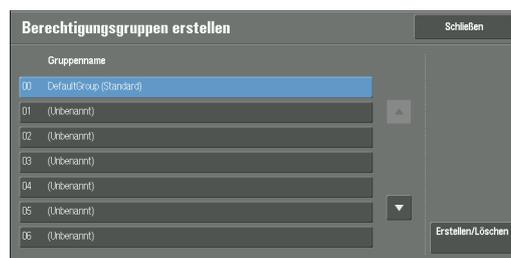 Berechtigungsgruppen erstellen
Schließen
Gruppenname
00 DefaultGroup (Standard)
01 (Unbenannt)
02 (Unbenannt)
03 (Unbenannt)
04 (Unbenannt)
05 (Unbenannt)
06 (Unbenannt)
Erstellen/Löschen